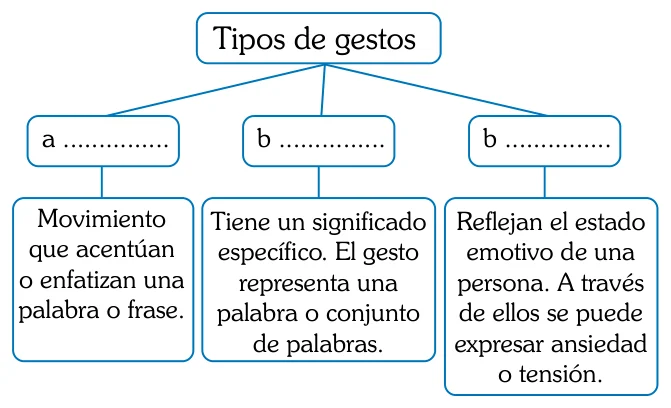 Tipos de gestos
a ...............
b ...............
b ...............
Movimiento
que acentúan
o enfatizan una
palabra o frase.
Tiene un significado
específico. El gesto
representa una
palabra o conjunto
de palabras.
Reflejan el estado
emotivo de una
persona. A través
de ellos se puede
expresar ansiedad
o tensión.